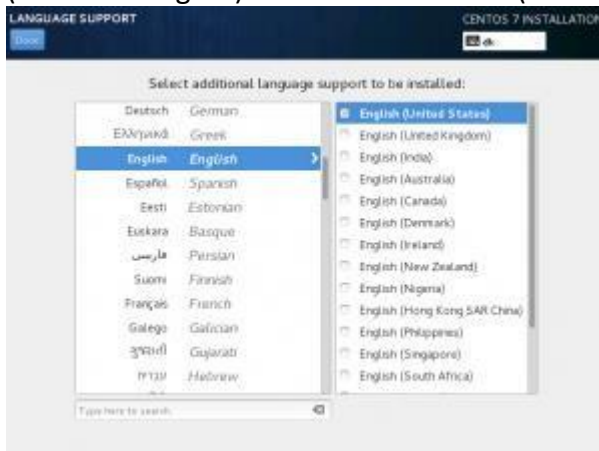 LANGUAGE SUPPORT
CENTOS 7 INSTALLATION
Done
dk
Select additional language support to be installed:
Deutsch German
Ελληνικά Greek
English English
Español Spanish
Eesti Estonian
Euskara Basque
فارسی Persian
Suomi Finnish
Français French
Galego Galician
ગુજરાતી Gujarati
עברית Hebrew
Type here to search.
English (United States)
English (United Kingdom)
English (India)
English (Australia)
English (Canada)
English (Denmark)
English (Ireland)
English (New Zealand)
English (Nigeria)
English (Hong Kong SAR China)
English (Philippines)
English (Singapore)
English (South Africa)